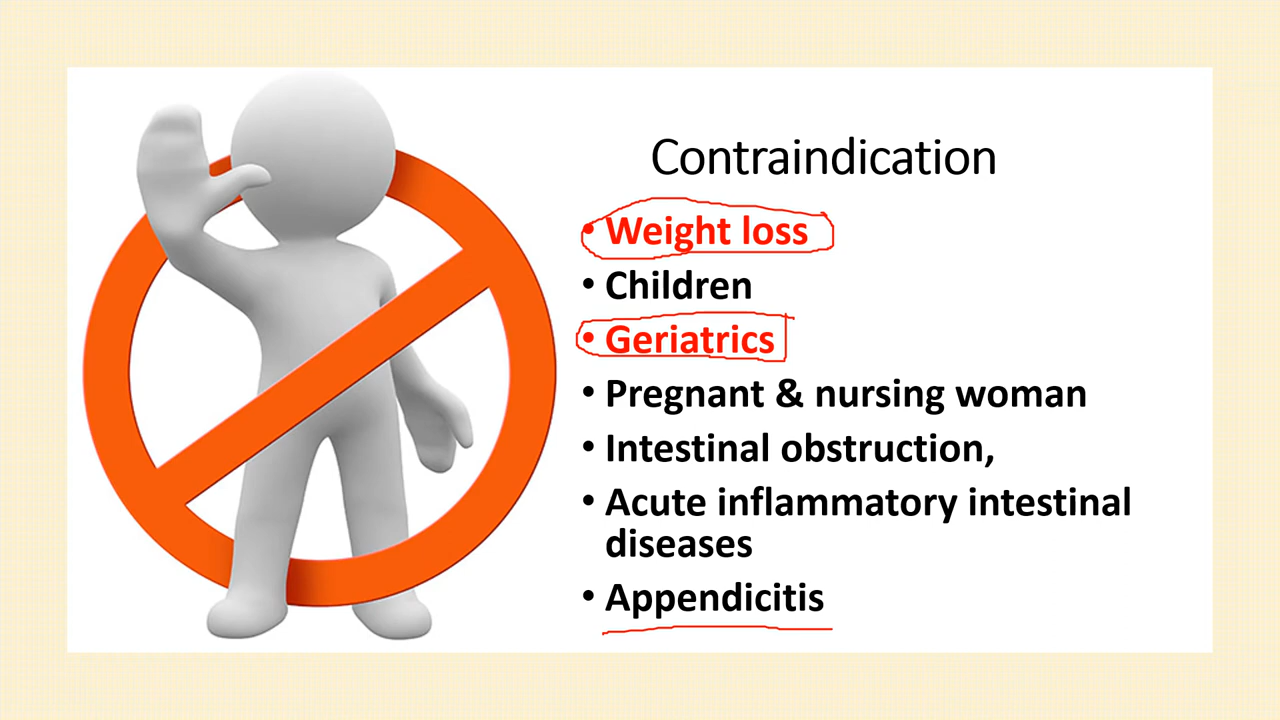 Contraindication
• Weight loss
• Children
• Geriatrics
• Pregnant & nursing woman
• Intestinal obstruction,
• Acute inflammatory intestinal
diseases
• Appendicitis